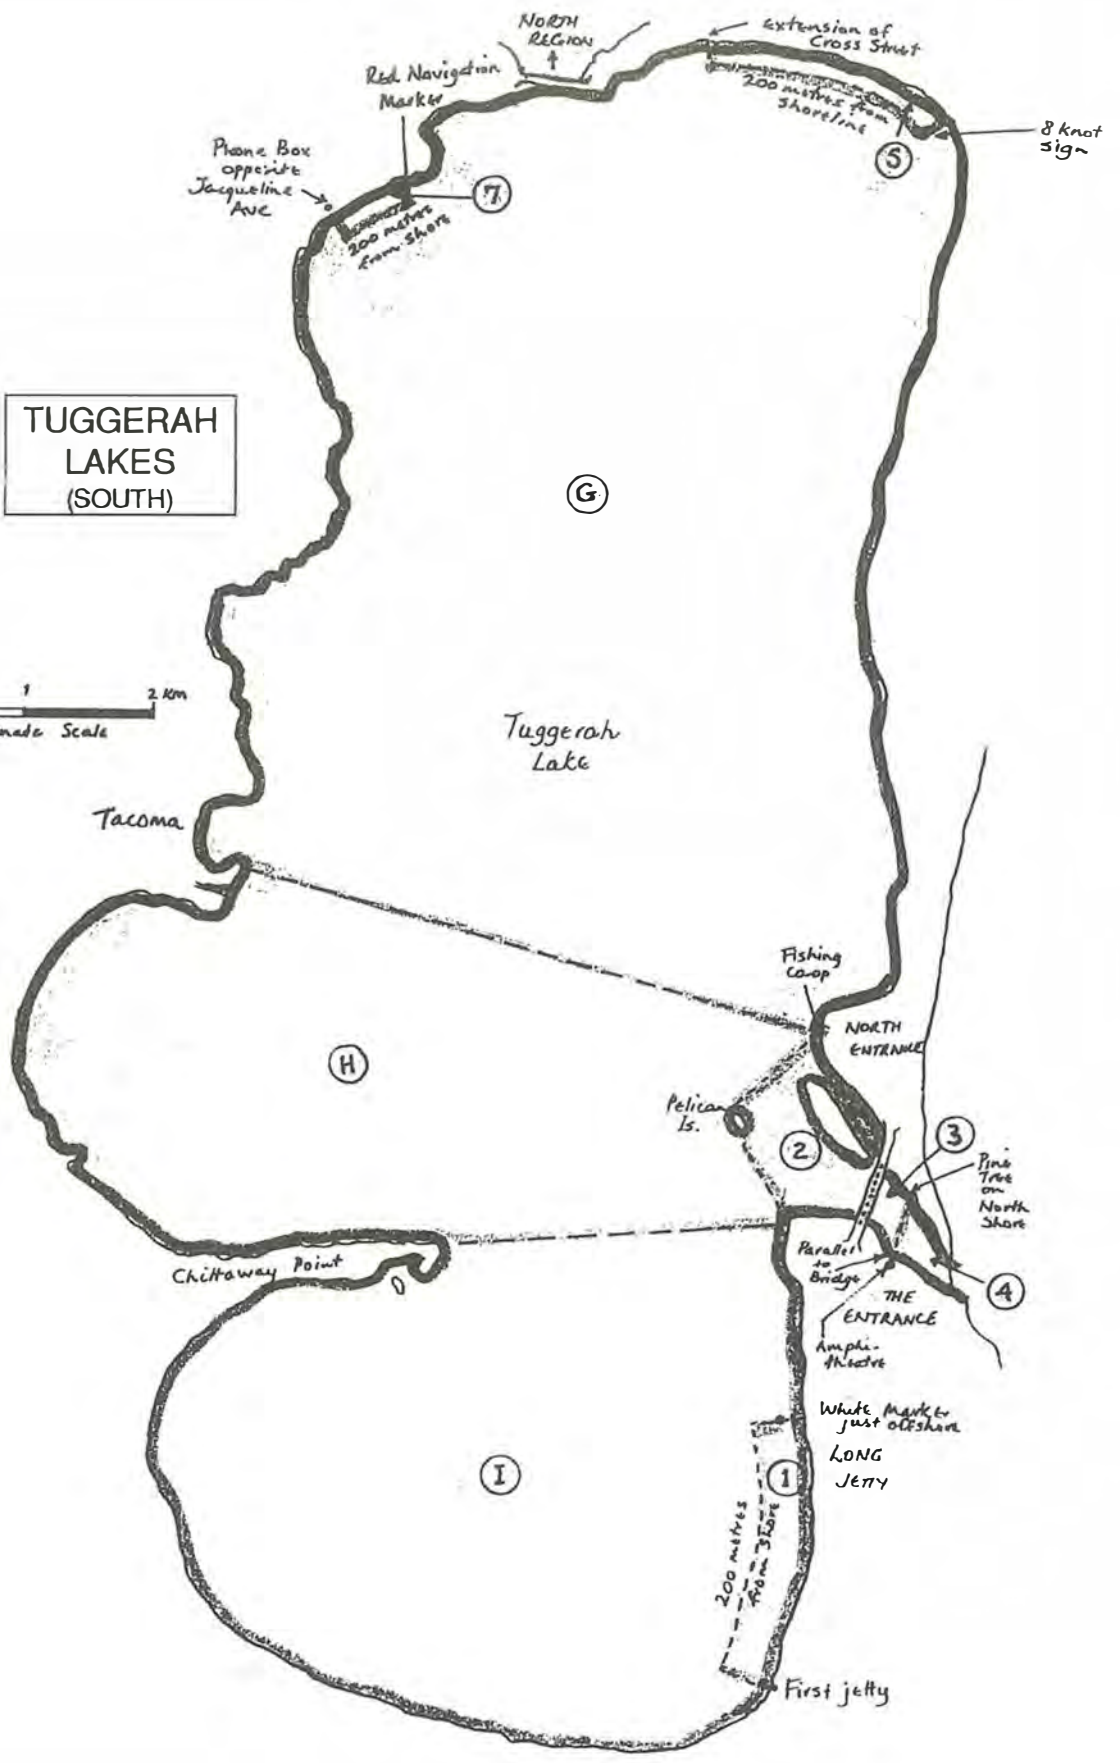 NORTH
REGION
Extension of
Cross Street
Red Navigation
Marker
200 metres from
shoreline
8 knot
sign
5
Phone Box
opposite
Jacqueline
Ave
7
200 metres
from shore
TUGGERAH
LAKES
(SOUTH)
G
1
2 Km
Scale
Tuggerah
Lake
Tacoma
Fishing
Co-op
NORTH
ENTRANCE
H
Pelican
Is.
2
3
Pine
Tree
on
North
Shore
Parallel
to
Bridge
Chittaway Point
4
THE
ENTRANCE
Amphi-
theatre
White Marker
just offshore
LONG
JETTY
I
1
200 metres
from shore
First jetty